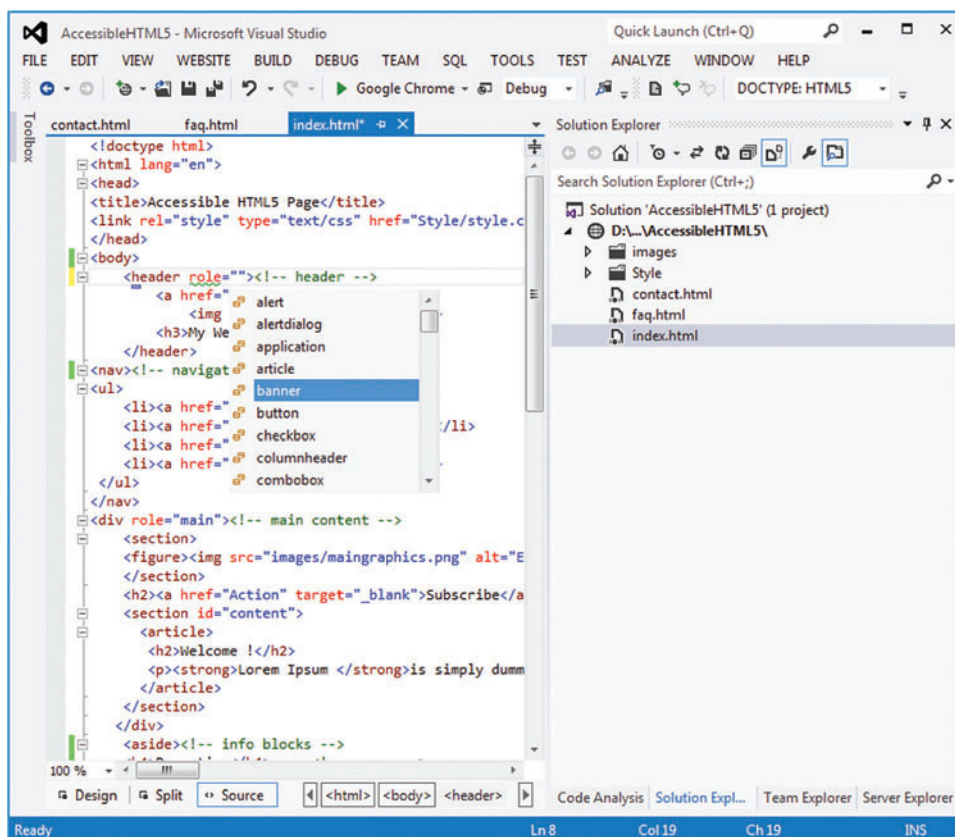 AccessibleHTML5 - Microsoft Visual Studio
Quick Launch (Ctrl+Q)
FILE EDIT VIEW WEBSITE BUILD DEBUG TEAM SQL TOOLS TEST ANALYZE WINDOW HELP
Google Chrome Debug DOCTYPE: HTML5
Toolbox
contact.html faq.html index.html*
<!doctype html>
<html lang="en">
<head>
<title>Accessible HTML5 Page</title>
<link rel="style" type="text/css" href="Style/style.c
</head>
<body>
<header role=""><!-- header -->
<a href="
<img
<h3>My We
</header>
<nav><!-- navigat
<ul>
<li><a href="
<li><a href=" /li>
<li><a href="
<li><a href="
</ul>
</nav>
<div role="main"><!-- main content -->
<section>
<figure><img src="images/maingraphics.png" alt="E
</section>
<h2><a href="Action" target="_blank">Subscribe</a
<section id="content">
<article>
<h2>Welcome !</h2>
<p><strong>Lorem Ipsum </strong>is simply dumm
</article>
</section>
</div>
<aside><!-- info blocks -->
alert
alertdialog
application
article
banner
button
checkbox
columnheader
combobox
100 %
Design Split Source <html> <body> <header>
Solution Explorer
Search Solution Explorer (Ctrl+;)
Solution 'AccessibleHTML5' (1 project)
D:\...\AccessibleHTML5\
images
Style
contact.html
faq.html
index.html
Code Analysis Solution Expl... Team Explorer Server Explorer
Ready Ln 8 Col 19 Ch 19 INS